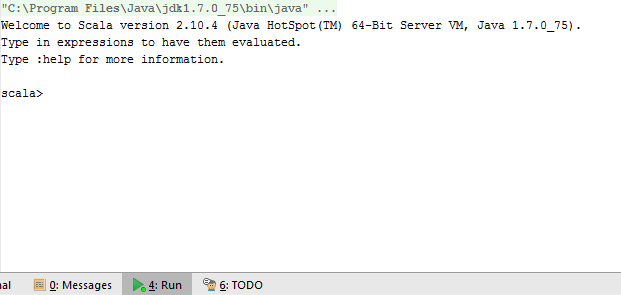 "C:\Program Files\Java\jdk1.7.0_75\bin\java" ...
Welcome to Scala version 2.10.4 (Java HotSpot(TM) 64-Bit Server VM, Java 1.7.0_75).
Type in expressions to have them evaluated.
Type :help for more information.
scala>
nal 0: Messages 4: Run 6: TODO